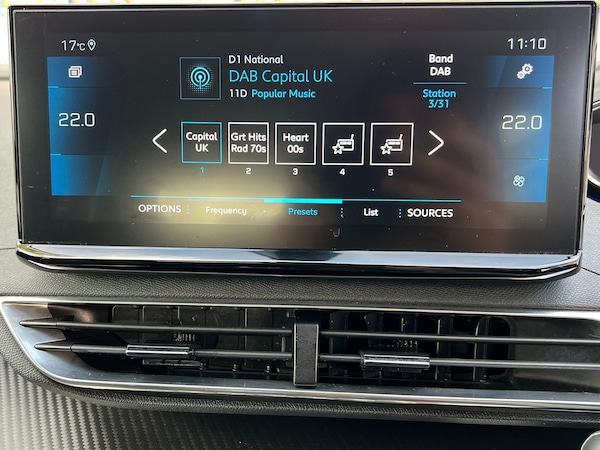 17°C
11:10
D1 National
DAB Capital UK
11D Popular Music
Band
DAB
Station
3/31
22.0
22.0
Capital
UK
Grt Hits
Rad 70s
Heart
00s
1 2 3 4 5
OPTIONS Frequency Presets List SOURCES